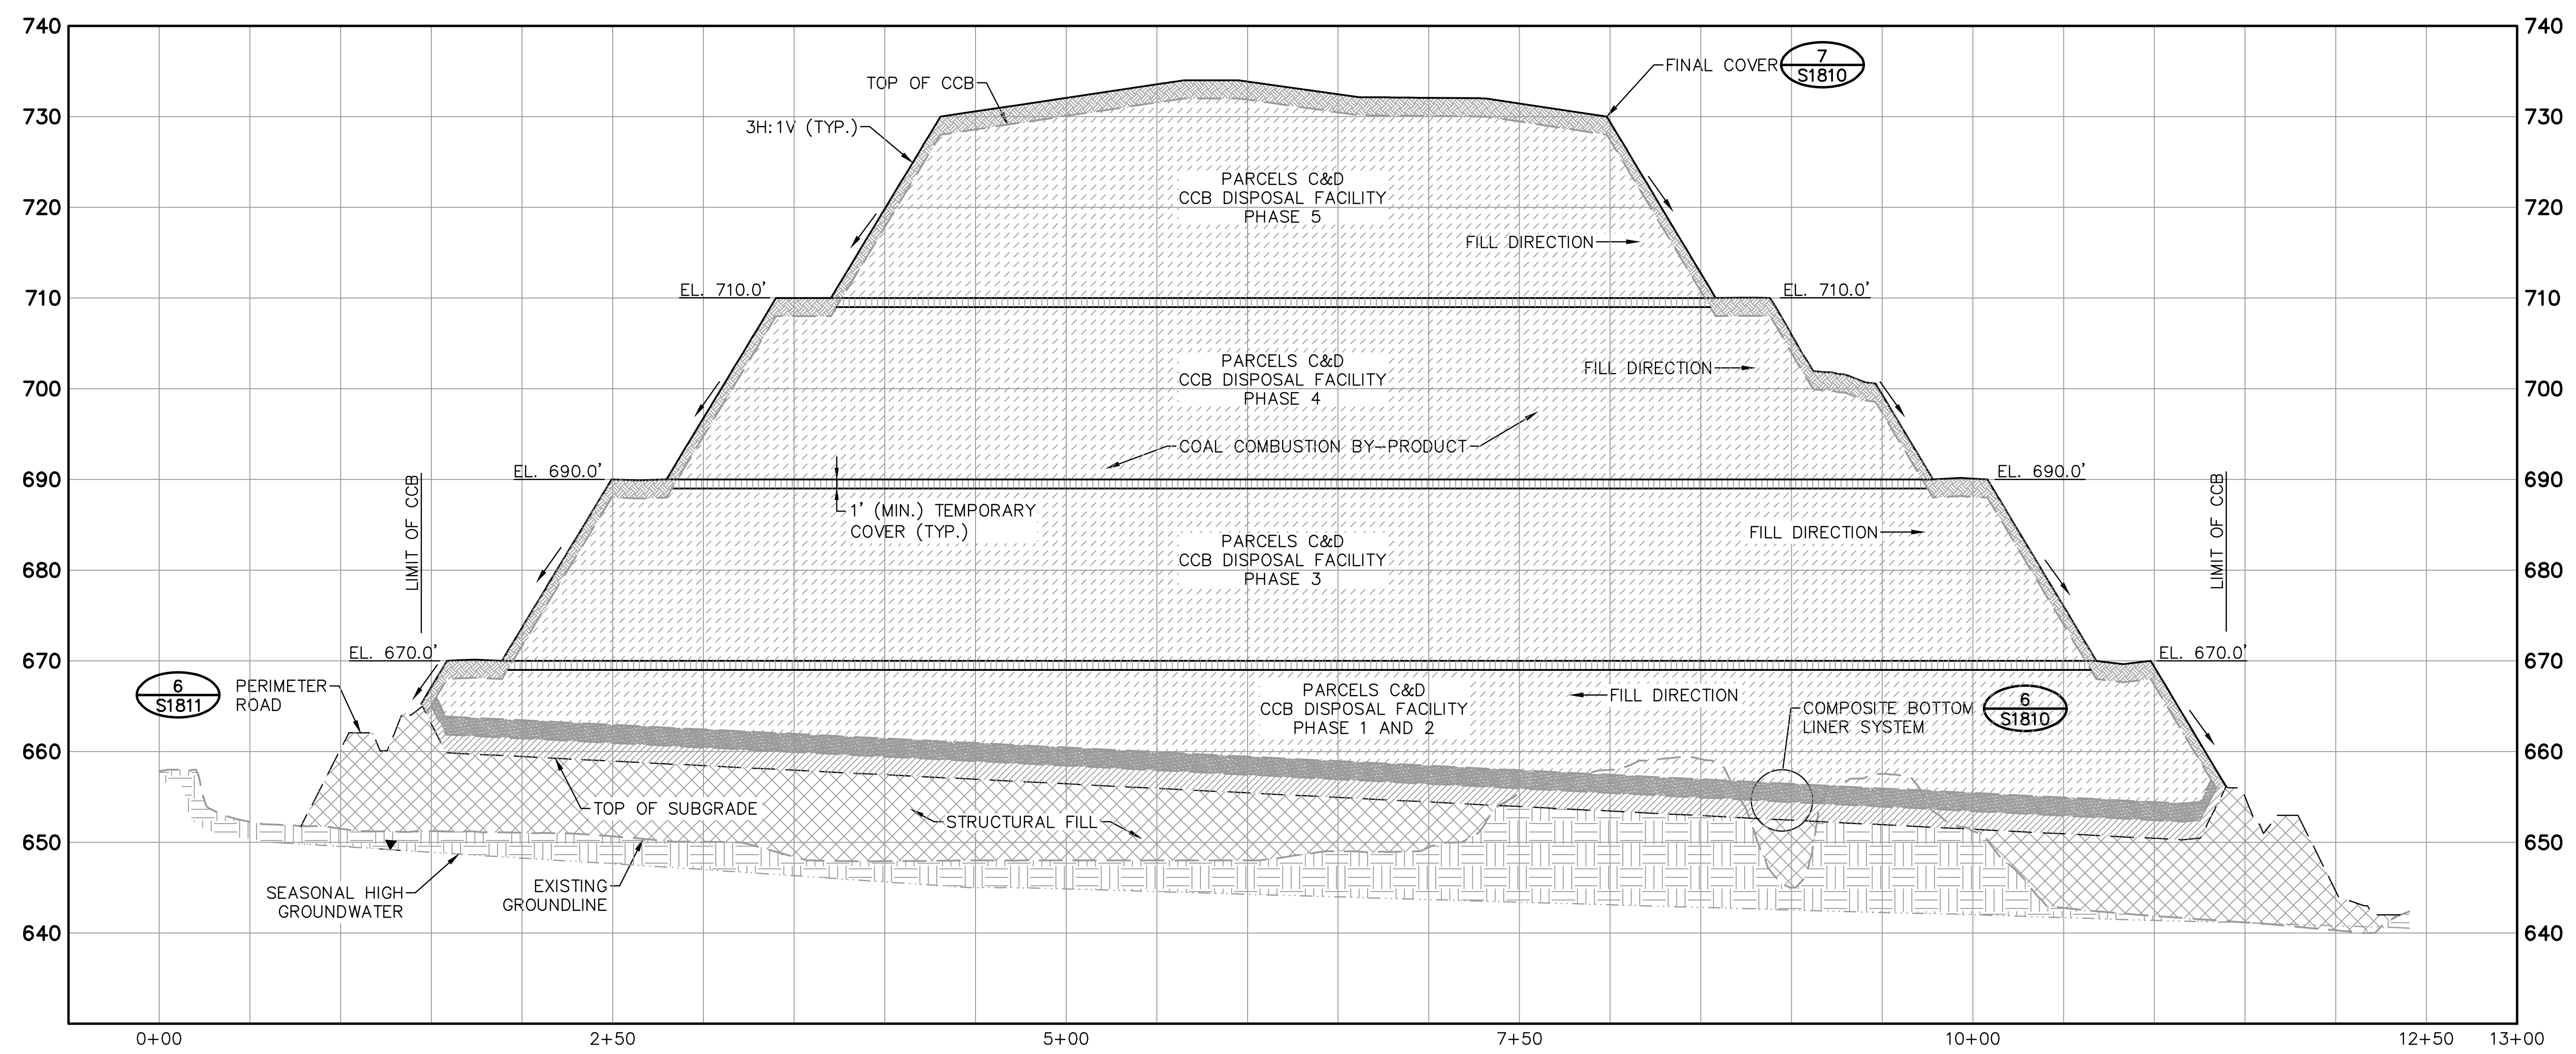 740
740
7
S1810
FINAL COVER
TOP OF CCB
3H:1V (TYP.)
730
730
PARCELS C&D
CCB DISPOSAL FACILITY
PHASE 5
720
720
FILL DIRECTION
EL. 710.0'
EL. 710.0'
710
710
PARCELS C&D
CCB DISPOSAL FACILITY
PHASE 4
FILL DIRECTION
700
700
COAL COMBUSTION BY-PRODUCT
EL. 690.0'
EL. 690.0'
690
690
LIMIT OF CCB
LIMIT OF CCB
1' (MIN.) TEMPORARY
COVER (TYP.)
FILL DIRECTION
PARCELS C&D
CCB DISPOSAL FACILITY
PHASE 3
680
680
EL. 670.0'
EL. 670.0'
670
670
6
S1811
PERIMETER
ROAD
PARCELS C&D
CCB DISPOSAL FACILITY
PHASE 1 AND 2
FILL DIRECTION
COMPOSITE BOTTOM
LINER SYSTEM
6
S1810
660
660
TOP OF SUBGRADE
STRUCTURAL FILL
650
650
SEASONAL HIGH
GROUNDWATER
EXISTING
GROUNDLINE
640
640
0+00
2+50
5+00
7+50
10+00
12+50
13+00